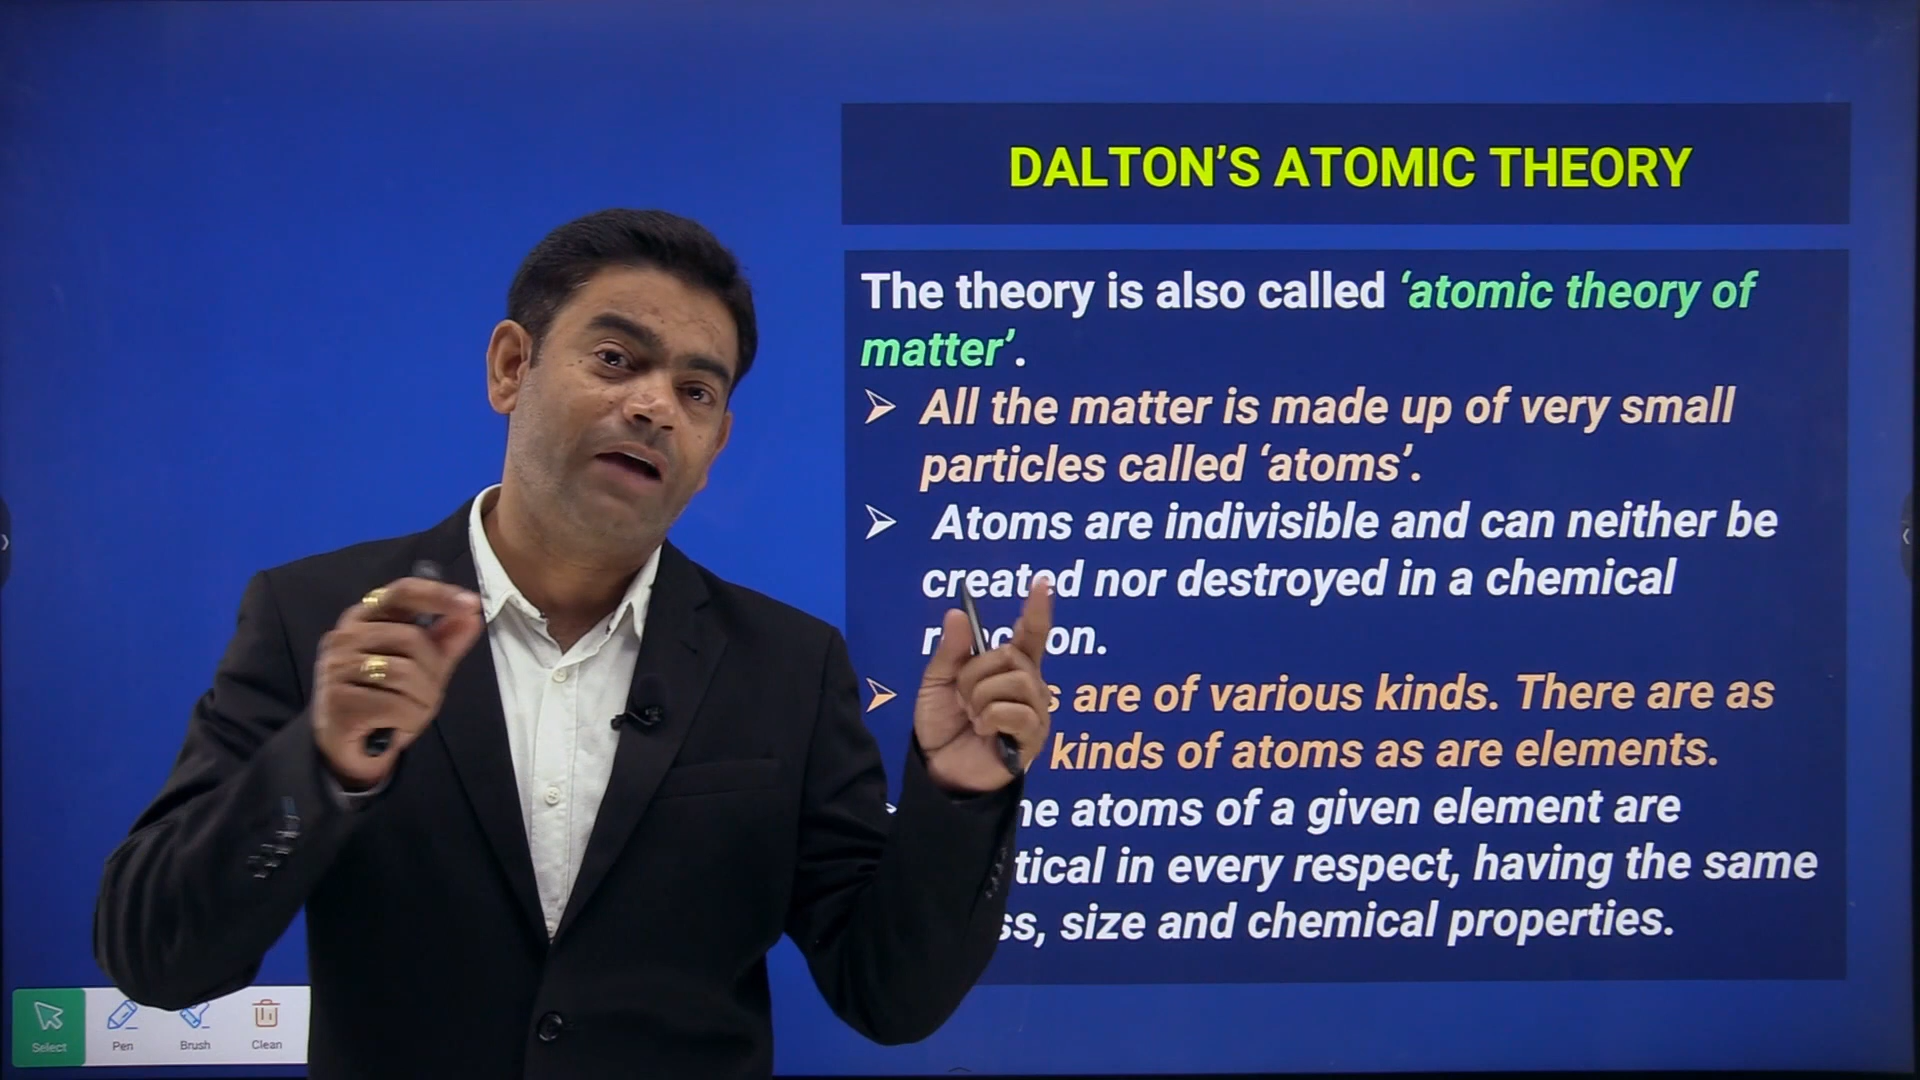 DALTON’S ATOMIC THEORY
The theory is also called ‘atomic theory of
matter’.
All the matter is made up of very small
particles called ‘atoms’.
Atoms are indivisible and can neither be
created nor destroyed in a chemical
are of various kinds. There are as
kinds of atoms as are elements.
atoms of a given element are
in every respect, having the same
size and chemical properties.
Select
Pen
Brush
Clean